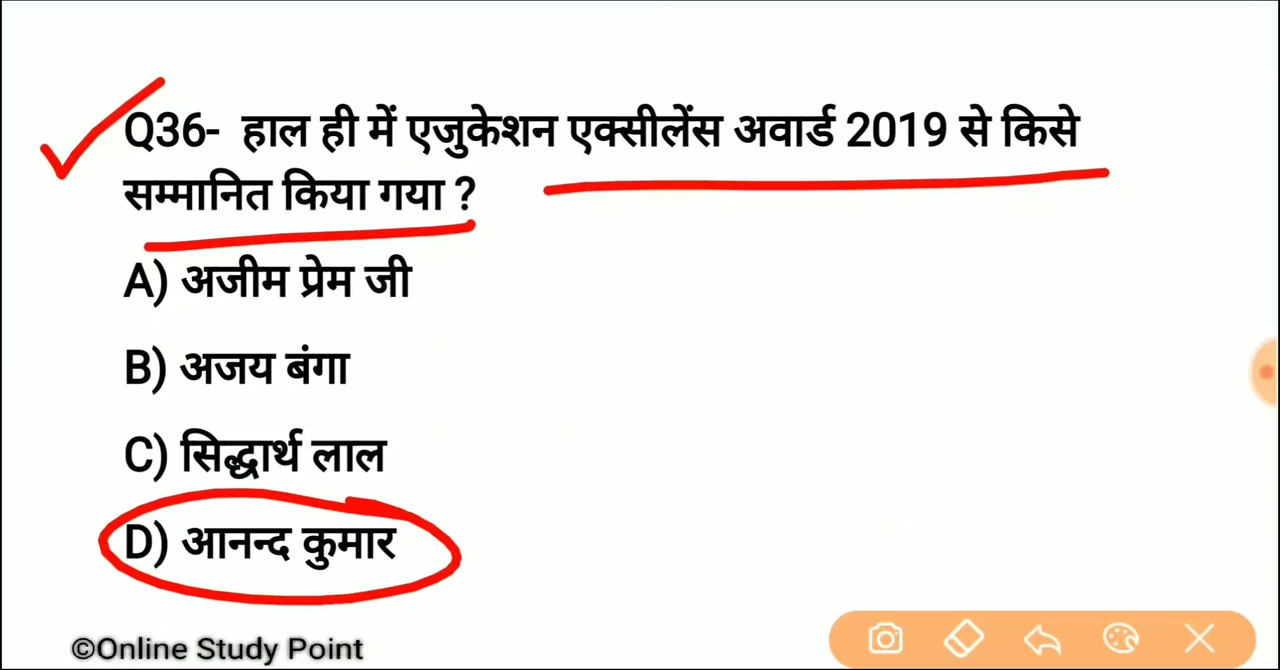 Q36- हाल ही में एजुकेशन एक्सीलेंस अवार्ड 2019 से किसे
सम्मानित किया गया ?
A) अजीम प्रेम जी
B) अजय बंगा
C) सिद्धार्थ लाल
D) आनन्द कुमार
©Online Study Point